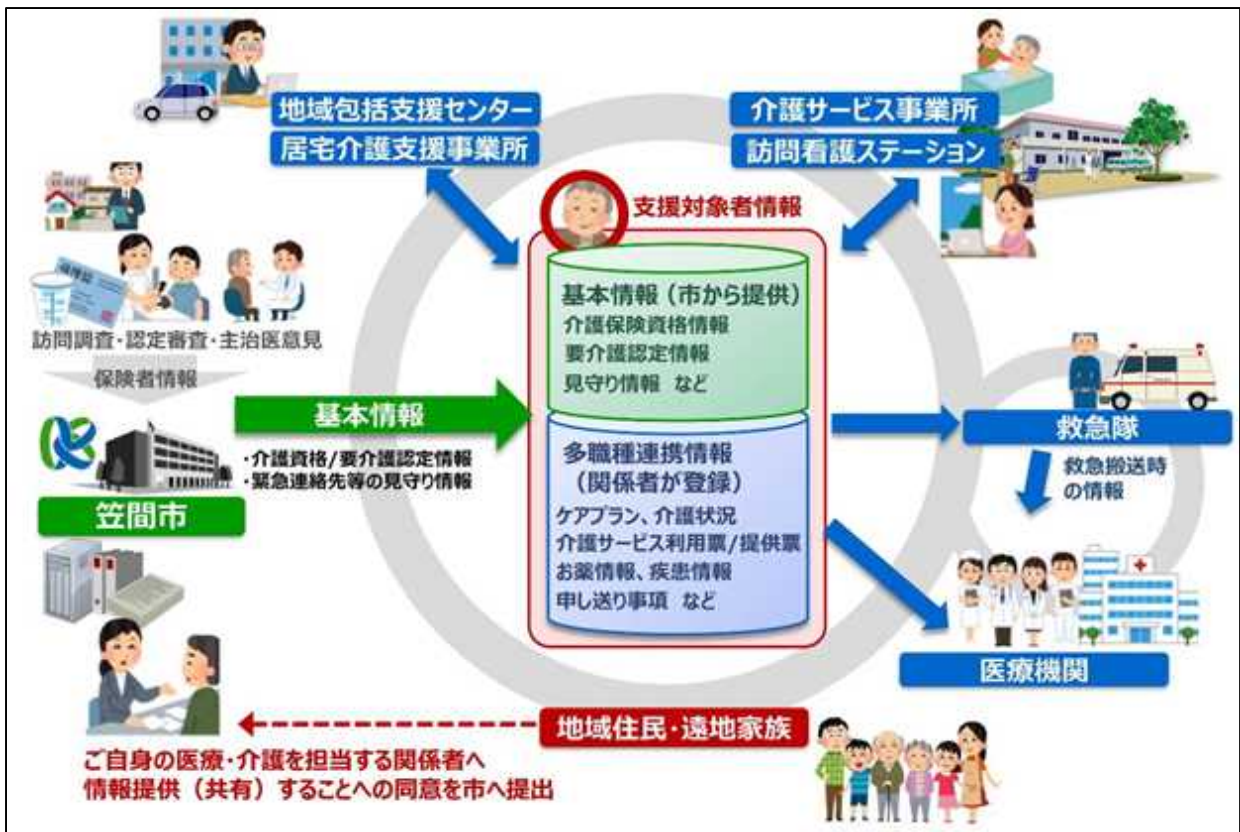 地域包括支援センター
居宅介護支援事業所
介護サービス事業所
訪問看護ステーション
支援対象者情報
基本情報（市から提供）
介護保険資格情報
要介護認定情報
見守り情報 など
訪問調査・認定審査・主治医意見
保険者情報
基本情報
・介護資格/要介護認定情報
・緊急連絡先等の見守り情報
笠間市
多職種連携情報
（関係者が登録）
ケアプラン、介護状況
介護サービス利用票/提供票
お薬情報、疾患情報
申し送り事項 など
救急隊
救急搬送時
の情報
医療機関
地域住民・遠地家族
ご自身の医療・介護を担当する関係者へ
情報提供（共有）することへの同意を市へ提出